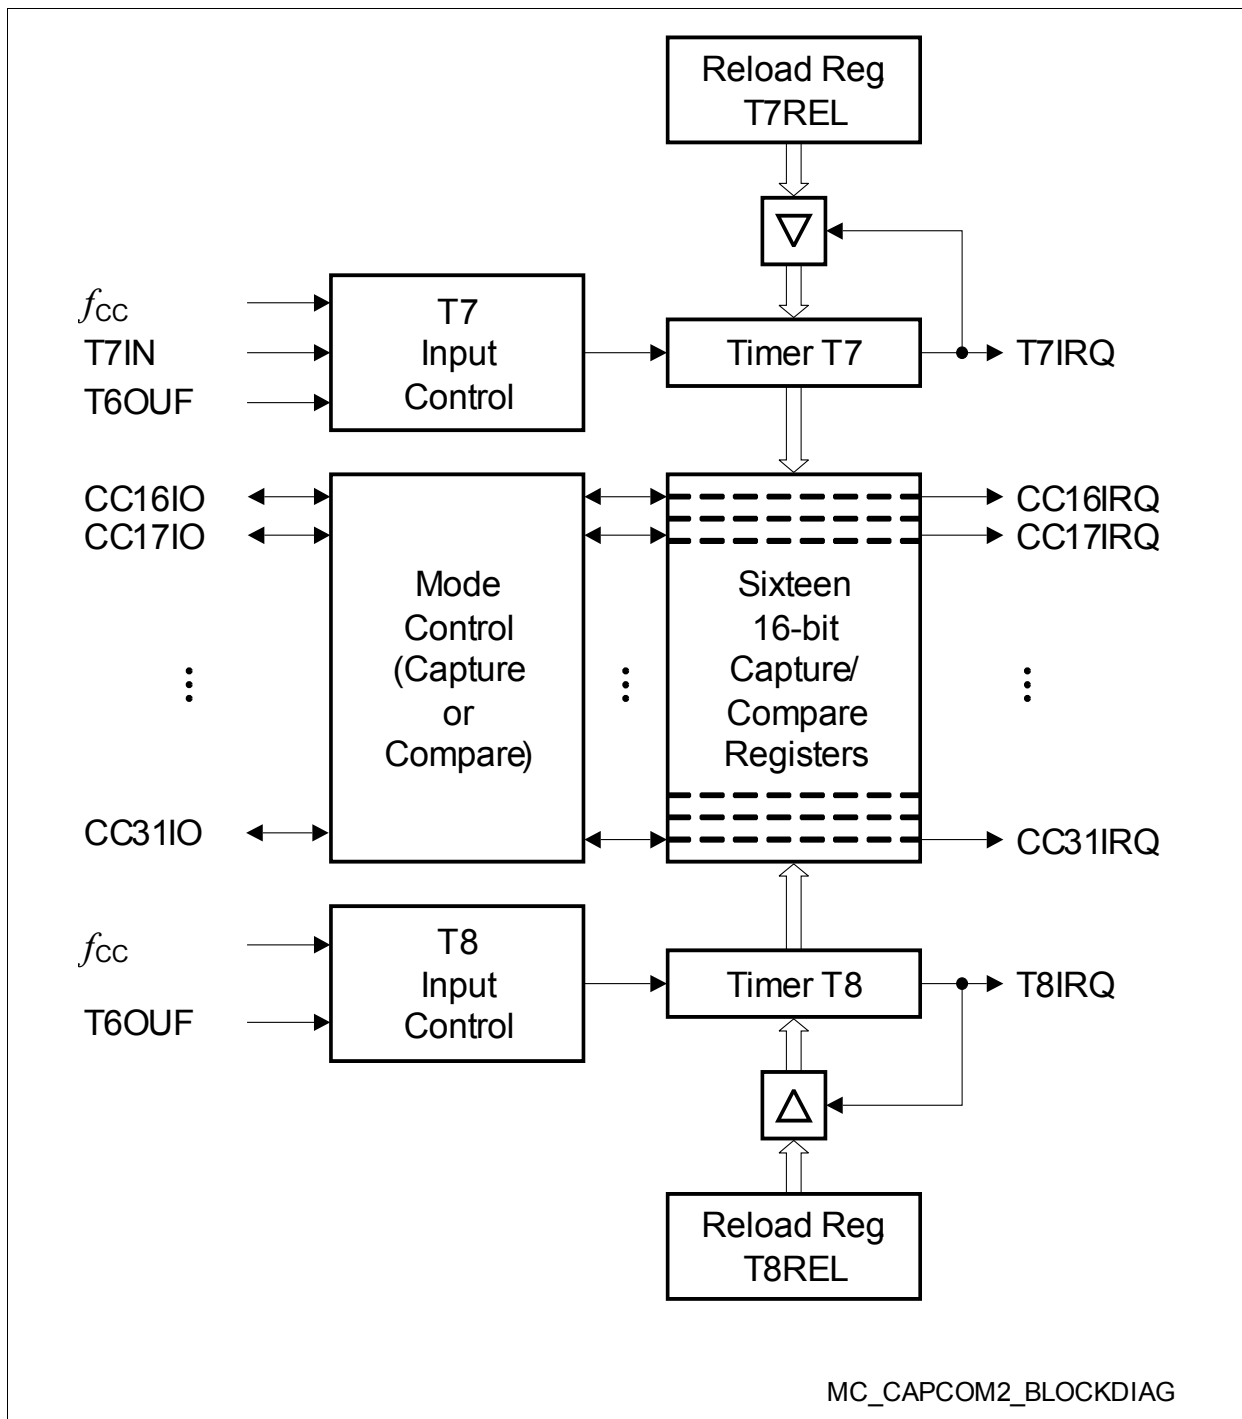 Reload Reg
T7REL
fCC
T7IN
T6OUF
T7
Input
Control
Timer T7
T7IRQ
CC16IO
CC17IO
CC31IO
Mode
Control
(Capture
or
Compare)
Sixteen
16-bit
Capture/
Compare
Registers
CC16IRQ
CC17IRQ
CC31IRQ
fCC
T6OUF
T8
Input
Control
Timer T8
T8IRQ
Reload Reg
T8REL
MC_CAPCOM2_BLOCKDIAG